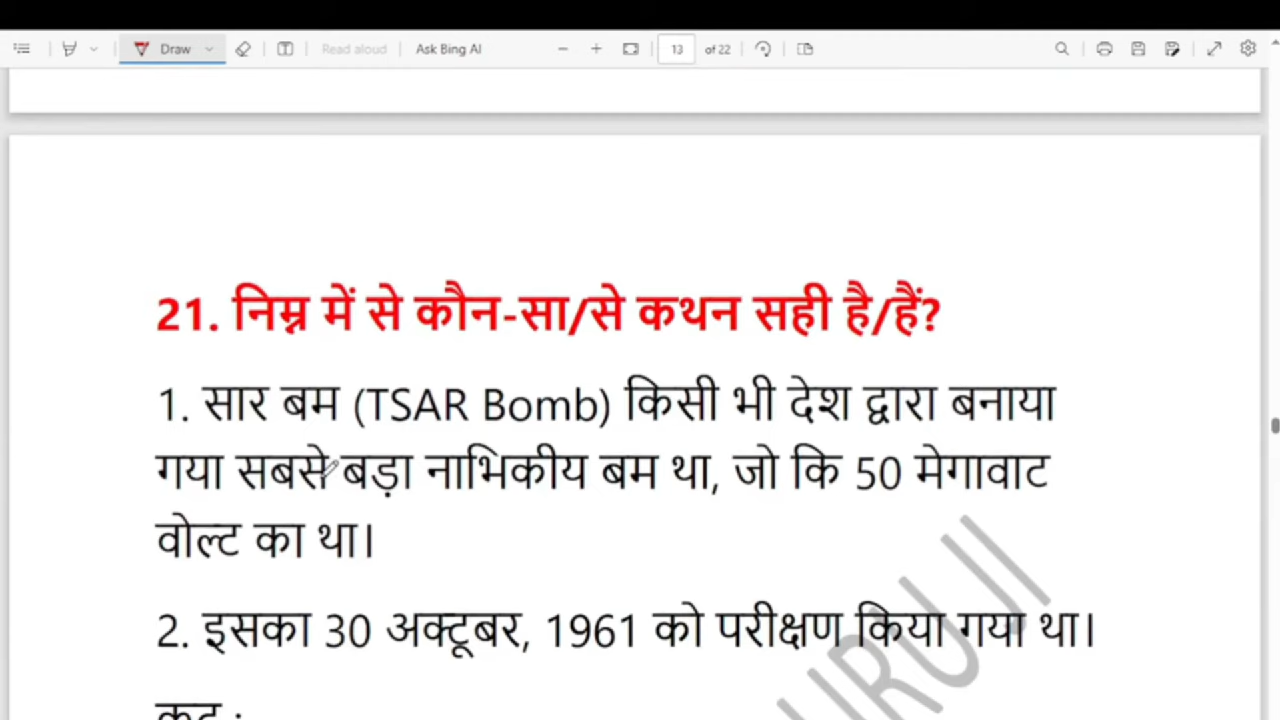 Draw Read aloud Ask Bing AI 13 of 22
21. निम्न में से कौन-सा/से कथन सही है/हैं?
1. सार बम (TSAR Bomb) किसी भी देश द्वारा बनाया
गया सबसे बड़ा नाभिकीय बम था, जो कि 50 मेगावाट
वोल्ट का था।
2. इसका 30 अक्टूबर, 1961 को परीक्षण किया गया था।